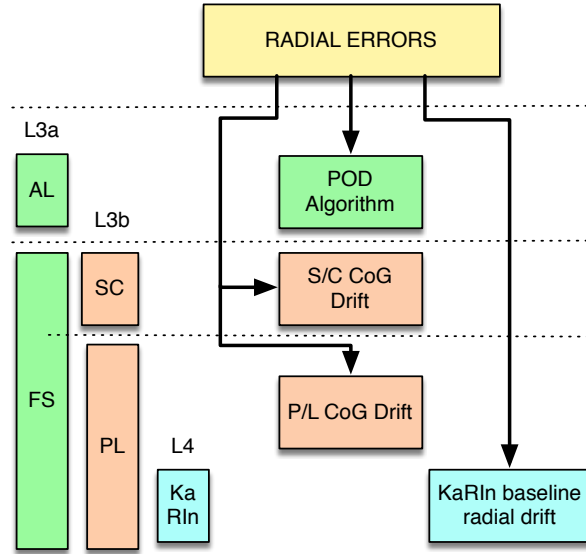 RADIAL ERRORS
L3a
AL
POD
Algorithm
L3b
SC
S/C CoG
Drift
FS
PL
P/L CoG Drift
L4
Ka
RIn
KaRIn baseline
radial drift